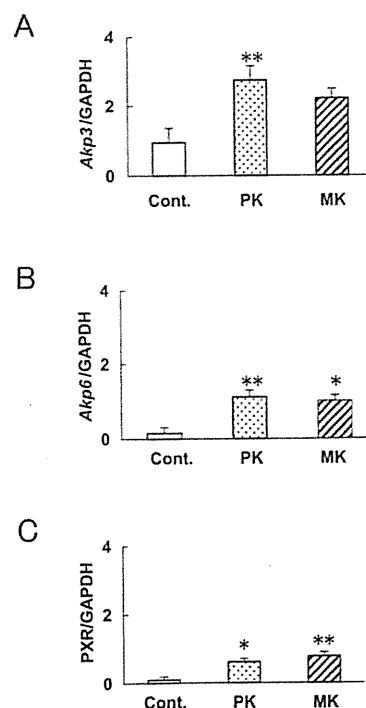 A
Akp3/GAPDH
4
2
0
**
Cont. PK MK
B
Akp6/GAPDH
4
2
0
** *
Cont. PK MK
C
PXR/GAPDH
4
2
0
* **
Cont. PK MK